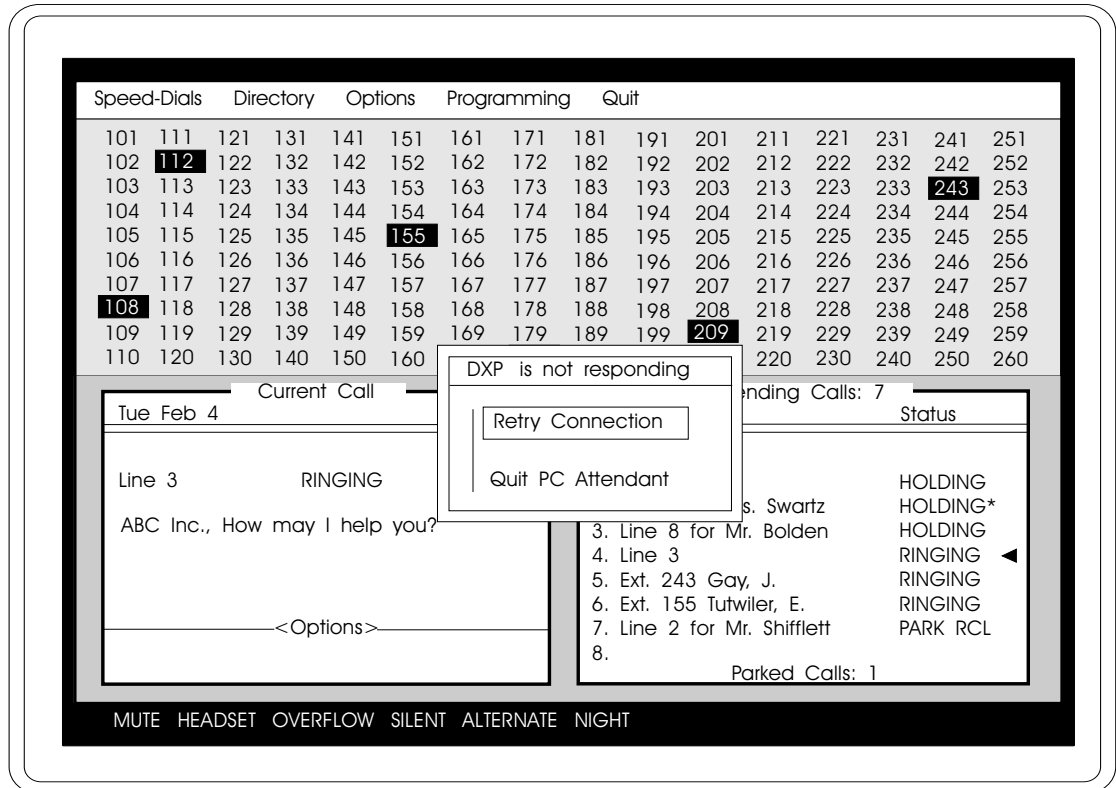 Speed-Dials Directory Options Programming Quit
101 111 121 131 141 151 161 171 181 191 201 211 221 231 241 251
102 112 122 132 142 152 162 172 182 192 202 212 222 232 242 252
103 113 123 133 143 153 163 173 183 193 203 213 223 233 243 253
104 114 124 134 144 154 164 174 184 194 204 214 224 234 244 254
105 115 125 135 145 155 165 175 185 195 205 215 225 235 245 255
106 116 126 136 146 156 166 176 186 196 206 216 226 236 246 256
107 117 127 137 147 157 167 177 187 197 207 217 227 237 247 257
108 118 128 138 148 158 168 178 188 198 208 218 228 238 248 258
109 119 129 139 149 159 169 179 189 199 209 219 229 239 249 259
110 120 130 140 150 160 220 230 240 250 260
DXP is not responding
Retry Connection
Quit PC Attendant
Current Call
Tue Feb 4
Line 3 RINGING
ABC Inc., How may I help you?
<Options>
nding Calls: 7
Status
HOLDING
s. Swartz HOLDING*
3. Line 8 for Mr. Bolden HOLDING
4. Line 3 RINGING ◄
5. Ext. 243 Gay, J. RINGING
6. Ext. 155 Tutwiler, E. RINGING
7. Line 2 for Mr. Shifflett PARK RCL
8.
Parked Calls: 1
MUTE HEADSET OVERFLOW SILENT ALTERNATE NIGHT